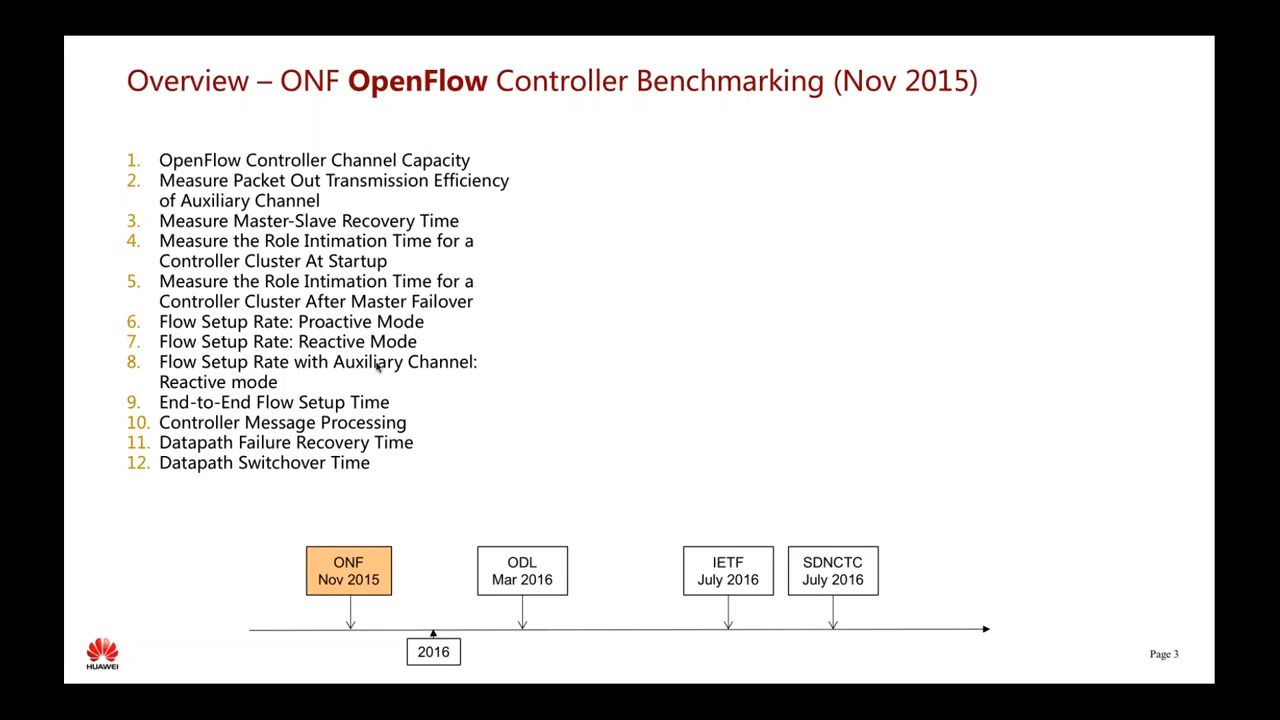 Overview – ONF OpenFlow Controller Benchmarking (Nov 2015)
1. OpenFlow Controller Channel Capacity
2. Measure Packet Out Transmission Efficiency
of Auxiliary Channel
3. Measure Master-Slave Recovery Time
4. Measure the Role Intimation Time for a
Controller Cluster At Startup
5. Measure the Role Intimation Time for a
Controller Cluster After Master Failover
6. Flow Setup Rate: Proactive Mode
7. Flow Setup Rate: Reactive Mode
8. Flow Setup Rate with Auxiliary Channel:
Reactive mode
9. End-to-End Flow Setup Time
10. Controller Message Processing
11. Datapath Failure Recovery Time
12. Datapath Switchover Time
ONF
Nov 2015
ODL
Mar 2016
IETF
July 2016
SDNCTC
July 2016
2016
HUAWEI
Page 3